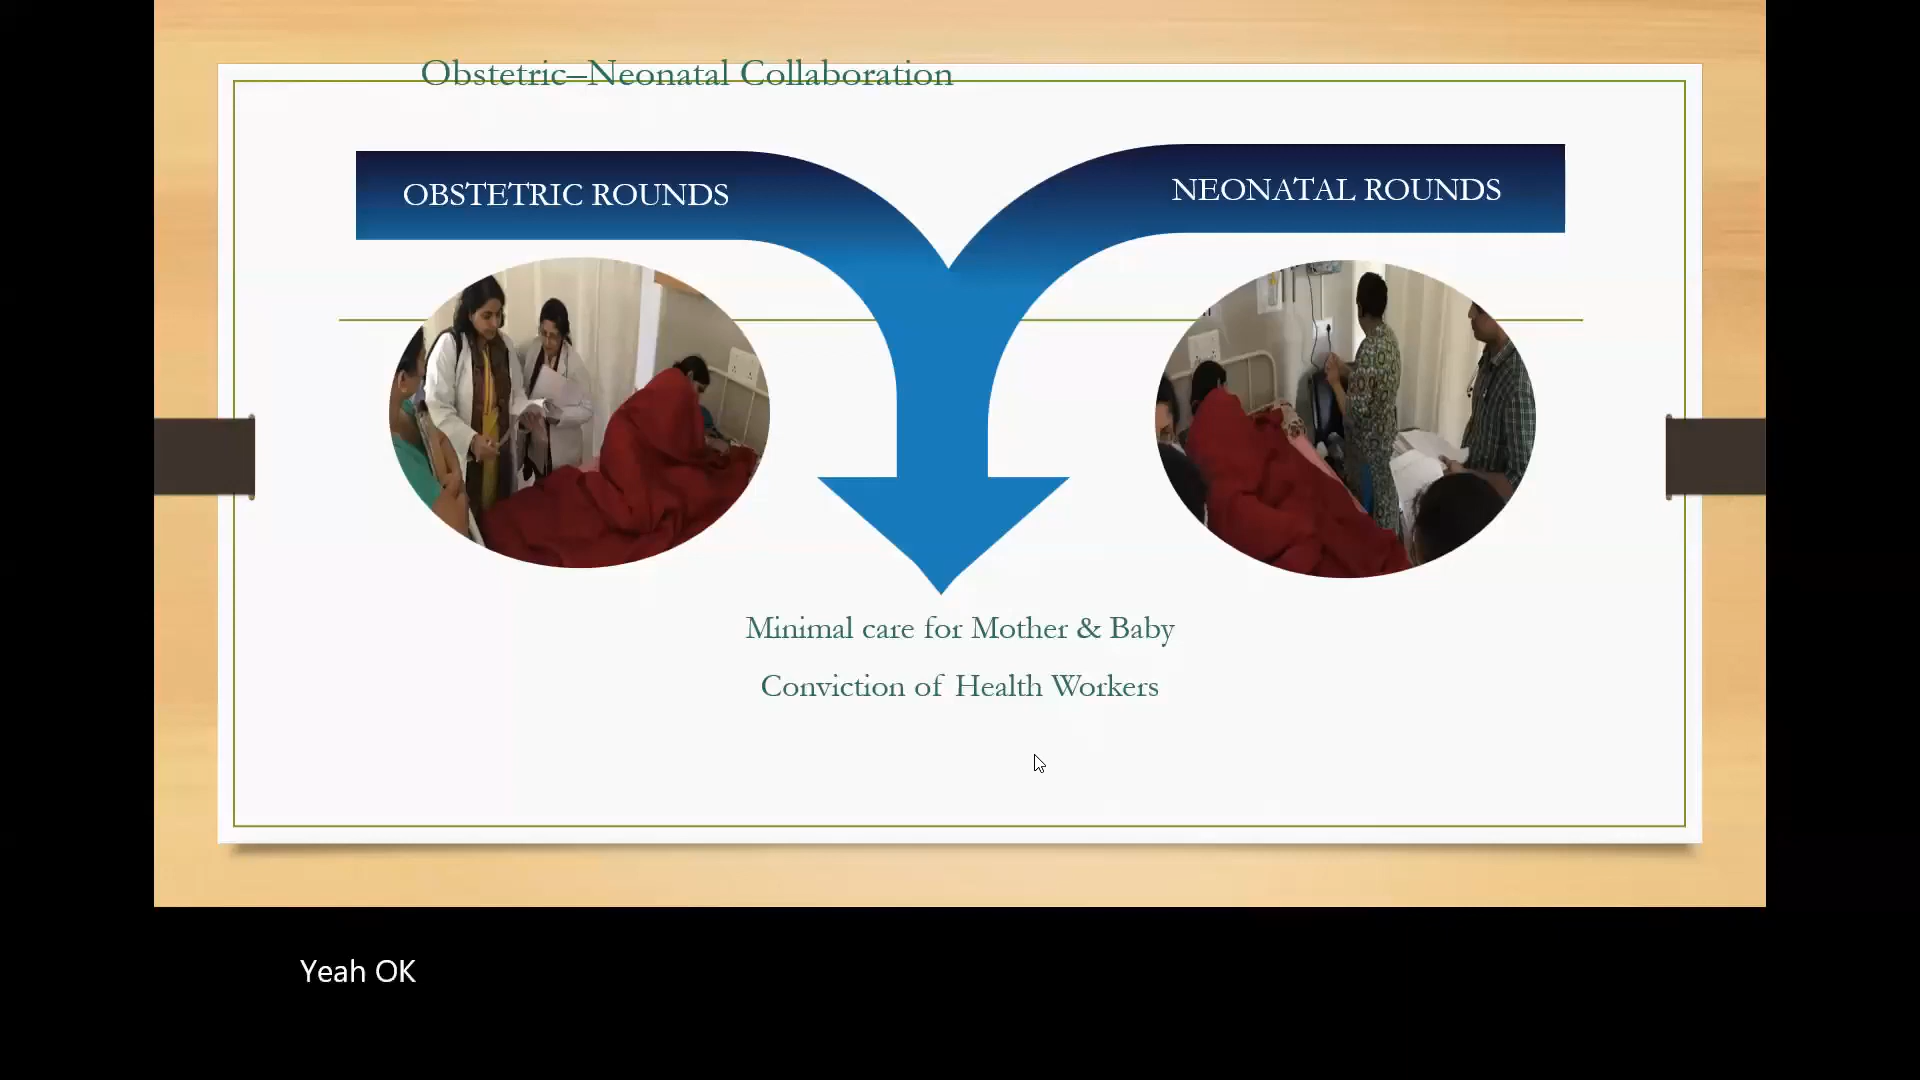 Obstetric–Neonatal Collaboration
OBSTETRIC ROUNDS
NEONATAL ROUNDS
Minimal care for Mother & Baby
Conviction of Health Workers
Yeah OK